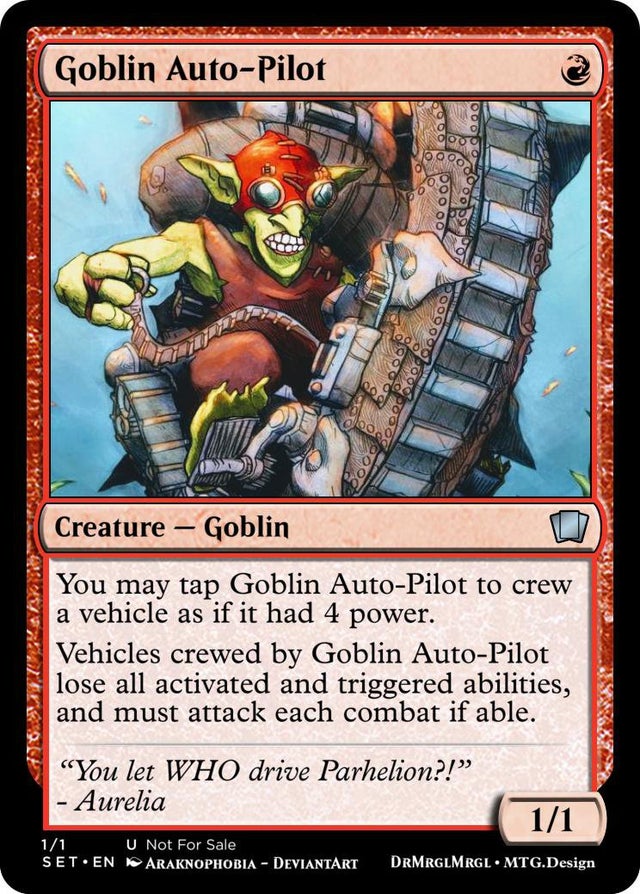 Goblin Auto-Pilot
Creature — Goblin
You may tap Goblin Auto-Pilot to crew
a vehicle as if it had 4 power.
Vehicles crewed by Goblin Auto-Pilot
lose all activated and triggered abilities,
and must attack each combat if able.
“You let WHO drive Parhelion?!”
- Aurelia
1/1
1/1 U Not For Sale
SET • EN Araknophobia – DeviantArt DrMrglMrgl • MTG.Design